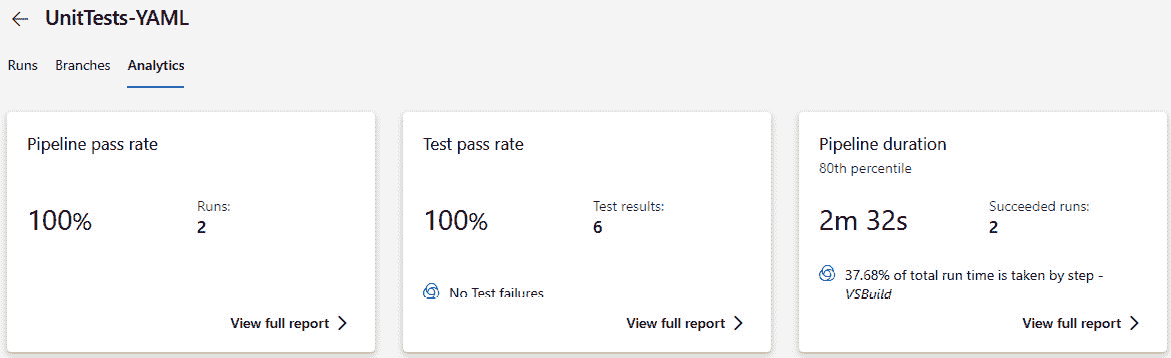 UnitTests-YAML
Runs Branches Analytics
Pipeline pass rate
100%
Runs:
2
View full report
Test pass rate
100%
Test results:
6
No Test failures
View full report
Pipeline duration
80th percentile
2m 32s
Succeeded runs:
2
37.68% of total run time is taken by step -
VSBuild
View full report